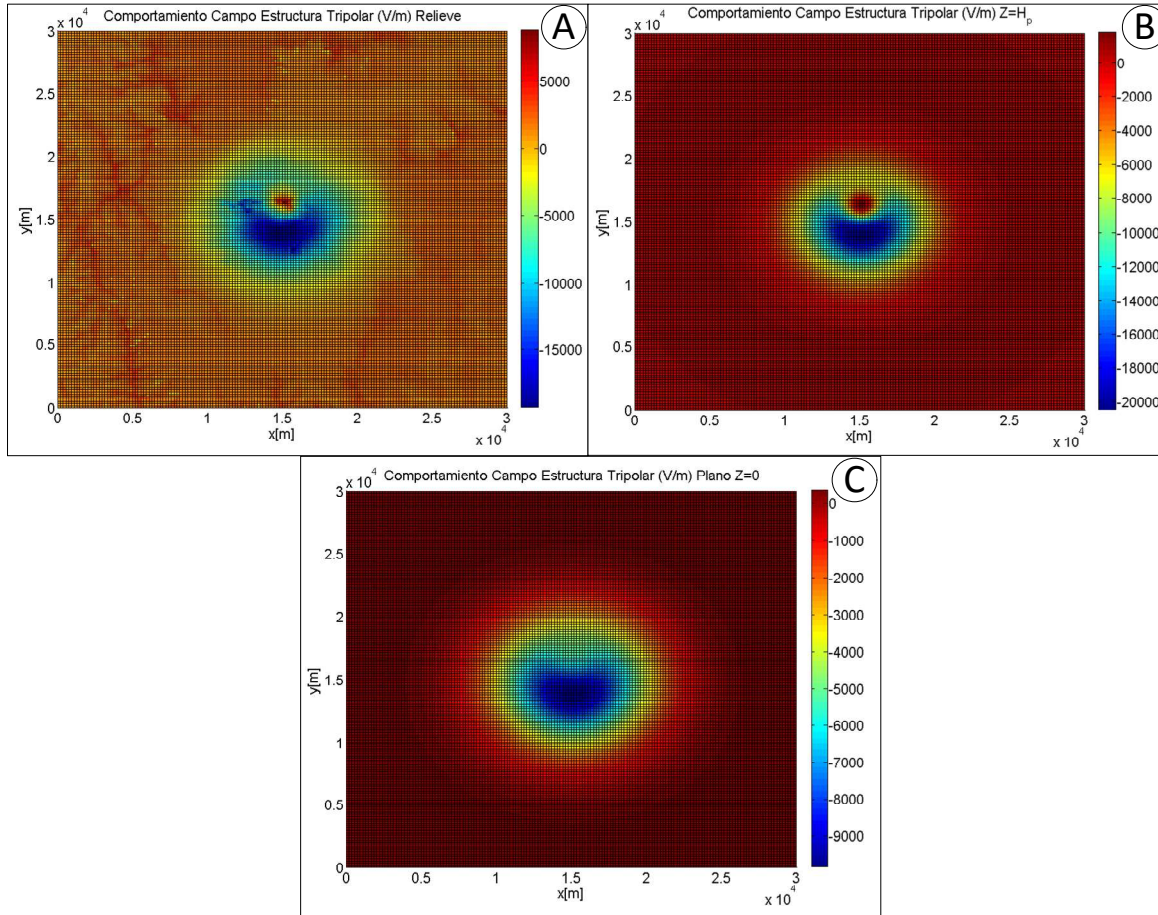 Comportamiento Campo Estructura Tripolar (V/m) Relieve
A
x 10^4
3
2.5
2
1.5
1
0.5
0
y[m]
0 0.5 1 1.5 2 2.5 3
x[m]
x 10^4
5000
0
-5000
-10000
-15000
Comportamiento Campo Estructura Tripolar (V/m) Z=H_p
B
x 10^4
3
2.5
2
1.5
1
0.5
0
y[m]
0 0.5 1 1.5 2 2.5 3
x[m]
x 10^4
0
-2000
-4000
-6000
-8000
-10000
-12000
-14000
-16000
-18000
-20000
Comportamiento Campo Estructura Tripolar (V/m) Plano Z=0
C
x 10^4
3
2.5
2
1.5
1
0.5
0
y[m]
0 0.5 1 1.5 2 2.5 3
x[m]
x 10^4
0
-1000
-2000
-3000
-4000
-5000
-6000
-7000
-8000
-9000